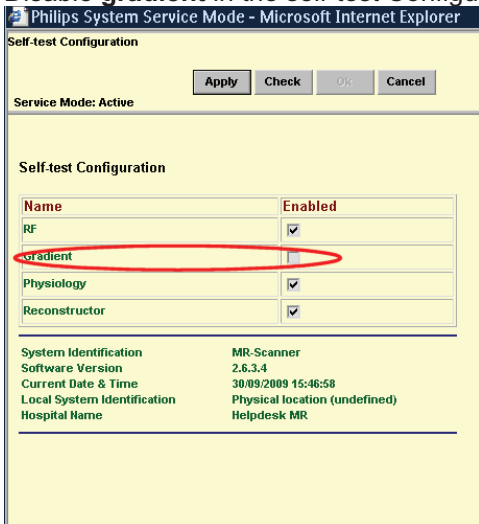 Disable gradient in the self-test Configu
Philips System Service Mode - Microsoft Internet Explorer
Self-test Configuration
Apply Check Ok Cancel
Service Mode: Active
Self-test Configuration
Name Enabled
RF
Gradient
Physiology
Reconstructor
System Identification MR-Scanner
Software Version 2.6.3.4
Current Date & Time 30/09/2009 15:46:58
Local System Identification Physical location (undefined)
Hospital Name Helpdesk MR